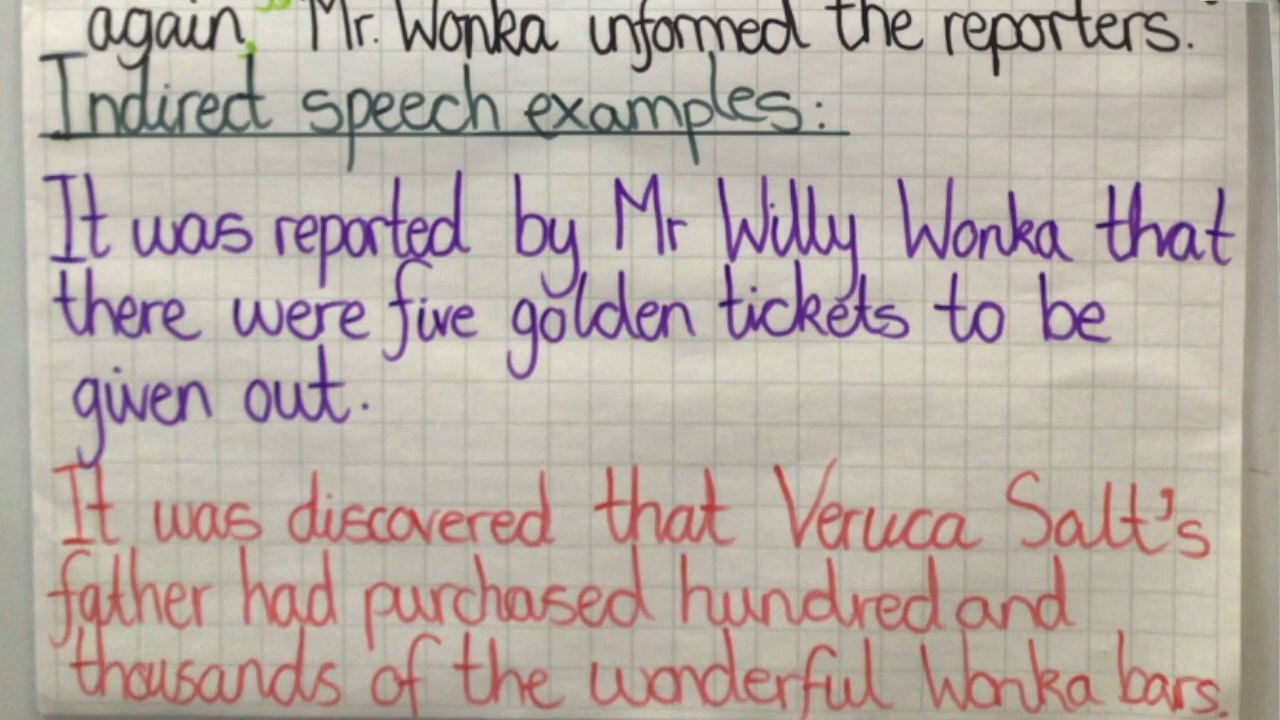 again," Mr. Wonka informed the reporters.
Indirect speech examples:
It was reported by Mr Willy Wonka that
there were five golden tickets to be
given out.
It was discovered that Veruca Salt's
father had purchased hundred and
thousands of the wonderful Wonka bars.